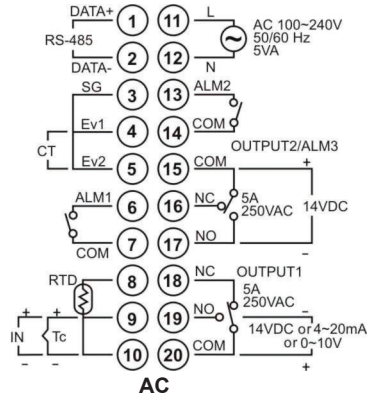 DATA+ 1 11 L AC 100~240V
RS-485 50/60 Hz
DATA- 2 12 N 5VA
SG 3 13 ALM2
Ev1 4 14 COM
CT OUTPUT2/ALM3
Ev2 5 15 COM +
ALM1 6 16 NC 5A 14VDC
250VAC
COM 7 17 NO −
RTD 8 18 NC OUTPUT1
5A
250VAC
+ + 9 19 NO −
IN Tc 14VDC or 4~20mA
or 0~10V
− − 10 20 COM +
AC